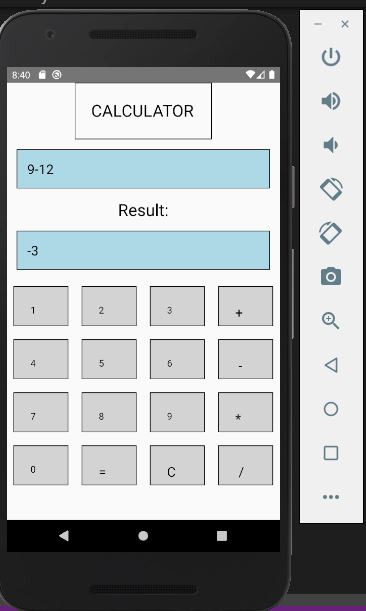 8:40
CALCULATOR
9-12
Result:
-3
1 2 3 +
4 5 6 -
7 8 9 *
0 = C /